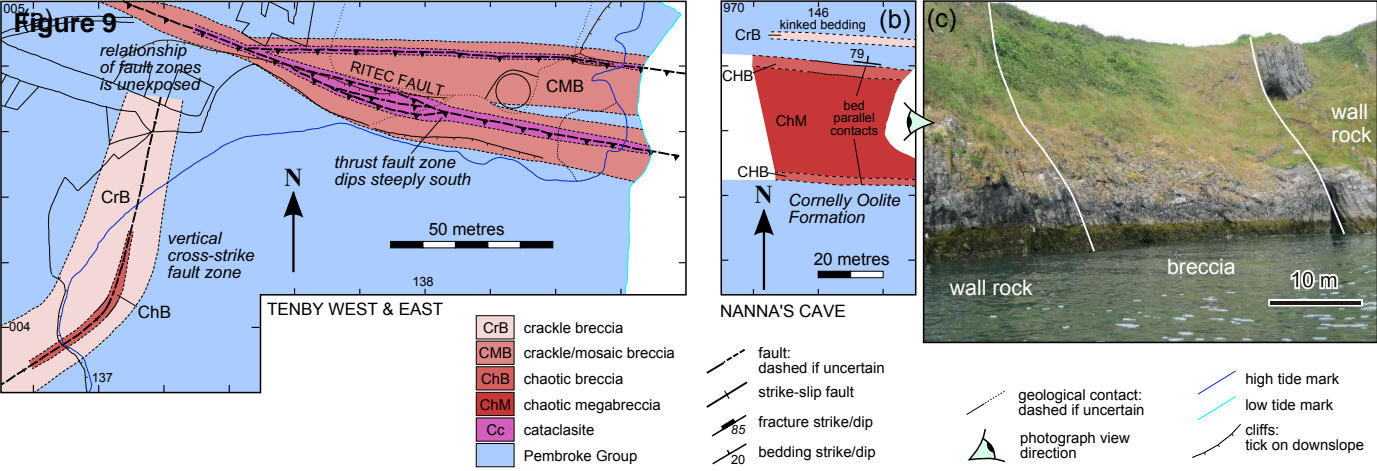 Figure 9
005
relationship
of fault zones
is unexposed
RITEC FAULT
CMB
CrB
thrust fault zone
dips steeply south
N
50 metres
vertical
cross-strike
fault zone
138
ChB
004
137
TENBY WEST & EAST
970
146
(b)
kinked bedding
CrB
79
CHB
bed
parallel
contacts
ChM
CHB
N
Cornelly Oolite
Formation
20 metres
NANNA'S CAVE
(c)
wall
rock
breccia
wall rock
10 m
CrB crackle breccia
CMB crackle/mosaic breccia
ChB chaotic breccia
ChM chaotic megabreccia
Cc cataclasite
Pembroke Group
fault:
dashed if uncertain
strike-slip fault
85 fracture strike/dip
20 bedding strike/dip
geological contact:
dashed if uncertain
photograph view
direction
high tide mark
low tide mark
cliffs:
tick on downslope